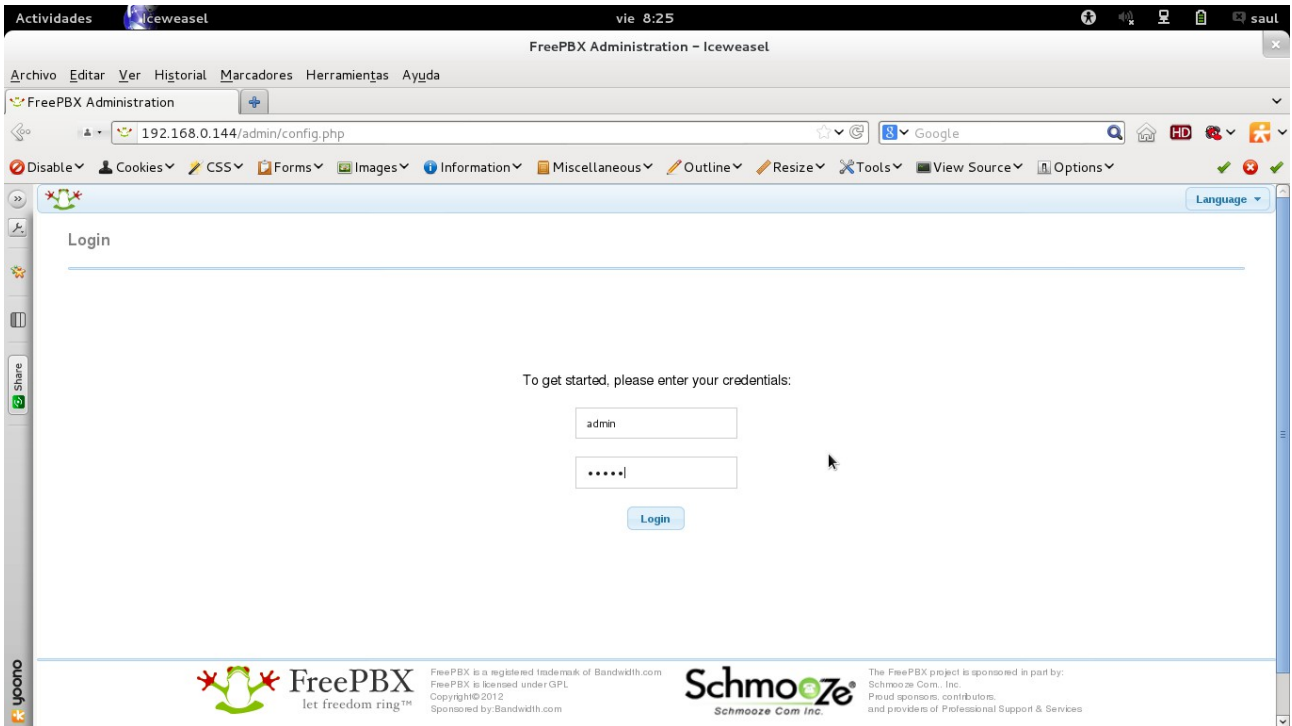 Actividades Iceweasel vie 8:25 saul
FreePBX Administration – Iceweasel
Archivo Editar Ver Historial Marcadores Herramientas Ayuda
FreePBX Administration
192.168.0.144/admin/config.php Google HD
Disable Cookies CSS Forms Images Information Miscellaneous Outline Resize Tools View Source Options
Language
Login
Share
To get started, please enter your credentials:
admin
•••••
Login
yoono
FreePBX
let freedom ring™
FreePBX is a registered trademark of Bandwidth.com
FreePBX is licensed under GPL
Copyright©2012
Sponsored by:Bandwidth.com
Schmooze®
Schmooze Com Inc.
The FreePBX project is sponsored in part by:
Schmooze Com., Inc.
Proud sponsors, contributors,
and providers of Professional Support & Services